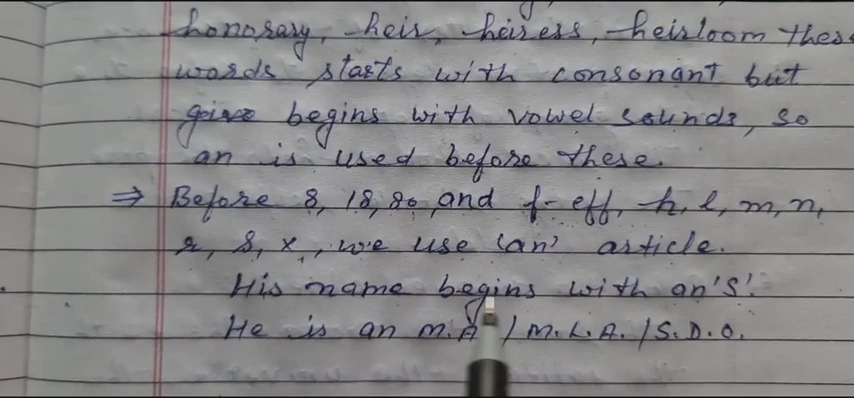 honorary, heir, heiress, heirloom these
words starts with consonant but
give begins with vowel sounds, so
an is used before these.
⇒ Before 8, 18, 80 and f-eff, h, l, m, n,
r, s, x, we use 'an' article.
His name begins with an 'S'.
He is an M.A / M.L.A. / S.D.O.